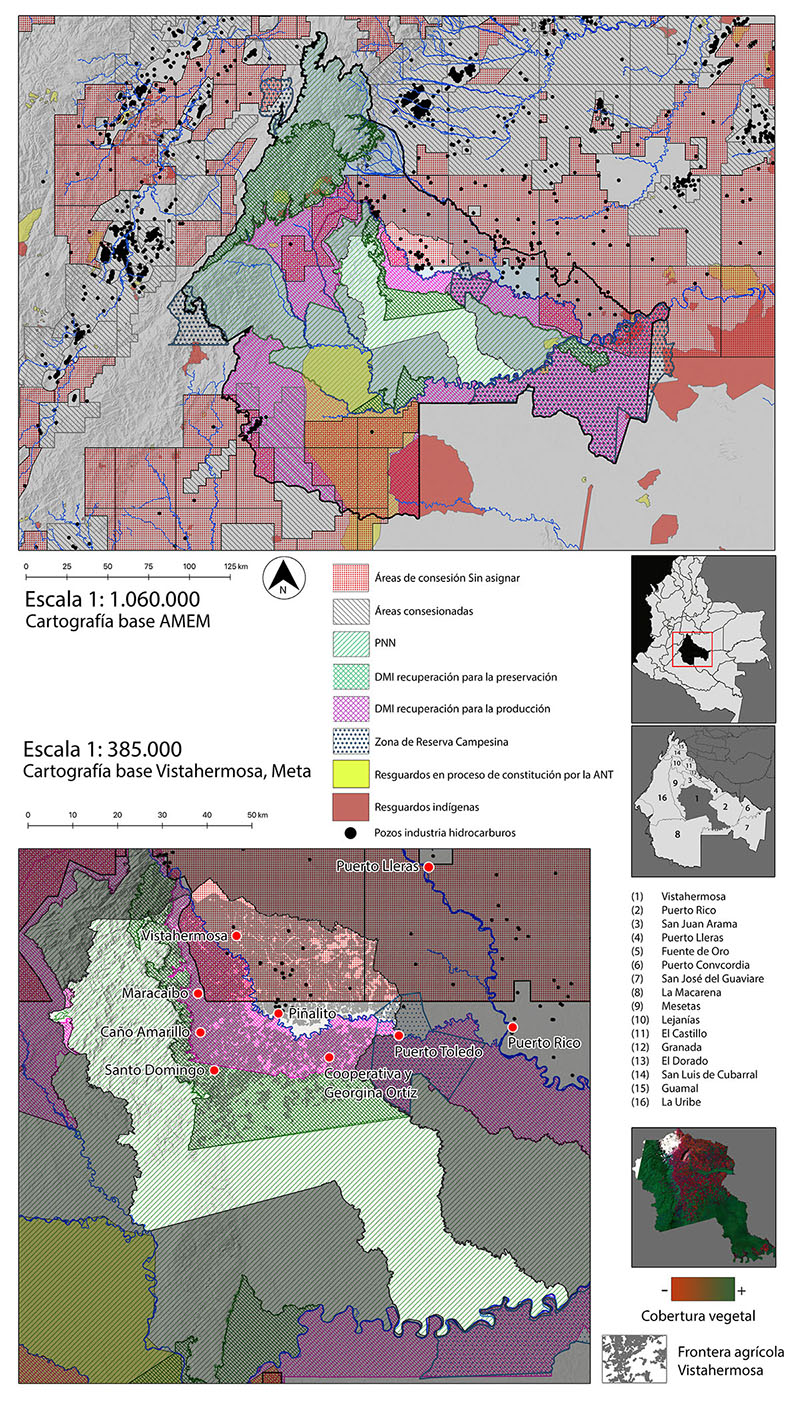 0 25 50 75 100 125 km
N
Escala 1: 1.060.000
Cartografía base AMEM
Áreas de consesión Sin asignar
Áreas consesionadas
PNN
DMI recuperación para la preservación
DMI recuperación para la producción
Zona de Reserva Campesina
Resguardos en proceso de constitución por la ANT
Resguardos indígenas
Pozos industria hidrocarburos
Escala 1: 385.000
Cartografía base Vistahermosa, Meta
0 10 20 30 40 50 km
14
10
11
9
3
4
1
2
6
16
7
8
Puerto Lleras
Vistahermosa
Maracaibo
Piñalito
Caño Amarillo
Puerto Toledo
Puerto Rico
Santo Domingo
Cooperativa y
Georgina Ortíz
(1) Vistahermosa
(2) Puerto Rico
(3) San Juan Arama
(4) Puerto Lleras
(5) Fuente de Oro
(6) Puerto Convcordia
(7) San José del Guaviare
(8) La Macarena
(9) Mesetas
(10) Lejanías
(11) El Castillo
(12) Granada
(13) El Dorado
(14) San Luis de Cubarral
(15) Guamal
(16) La Uribe
- +
Cobertura vegetal
Frontera agrícola
Vistahermosa